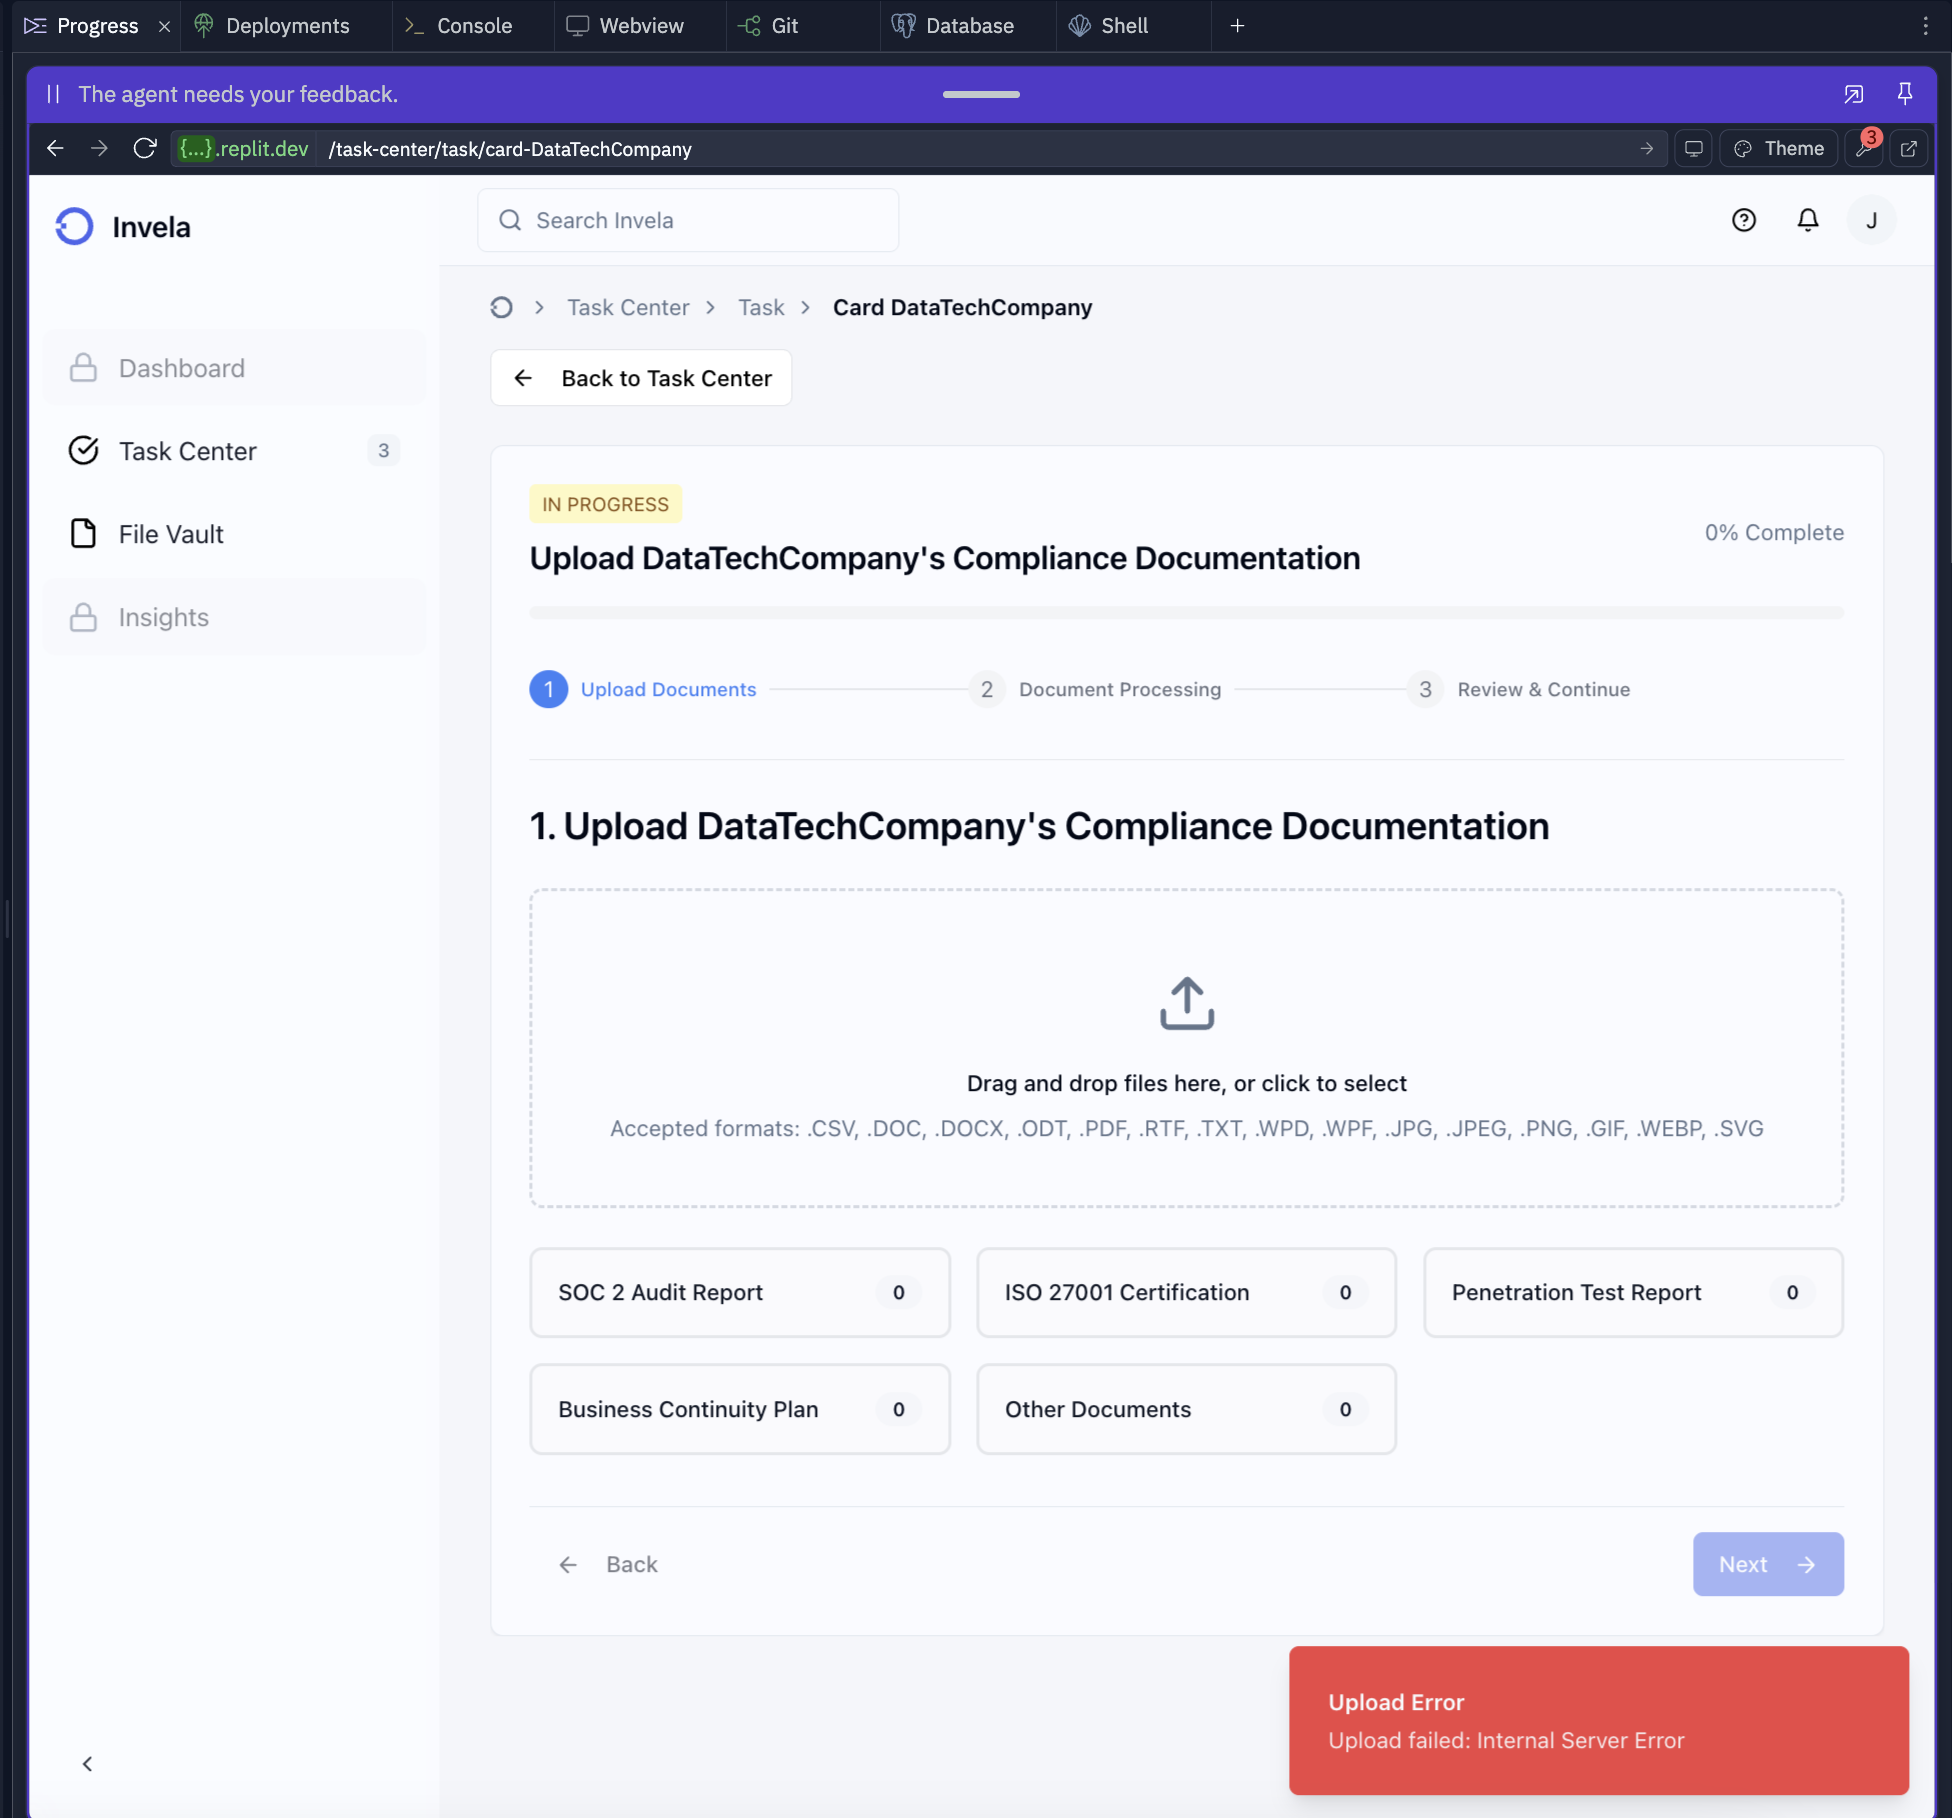 Progress
Deployments
Console
Webview
Git
Database
Shell
The agent needs your feedback.
{...}.replit.dev /task-center/task/card-DataTechCompany
Theme
3
Invela
Search Invela
J
Task Center
Task
Card DataTechCompany
Back to Task Center
Dashboard
Task Center 3
File Vault
Insights
IN PROGRESS
0% Complete
Upload DataTechCompany's Compliance Documentation
1 Upload Documents
2 Document Processing
3 Review & Continue
1. Upload DataTechCompany's Compliance Documentation
Drag and drop files here, or click to select
Accepted formats: .CSV, .DOC, .DOCX, .ODT, .PDF, .RTF, .TXT, .WPD, .WPF, .JPG, .JPEG, .PNG, .GIF, .WEBP, .SVG
SOC 2 Audit Report 0
ISO 27001 Certification 0
Penetration Test Report 0
Business Continuity Plan 0
Other Documents 0
Back
Next
Upload Error
Upload failed: Internal Server Error